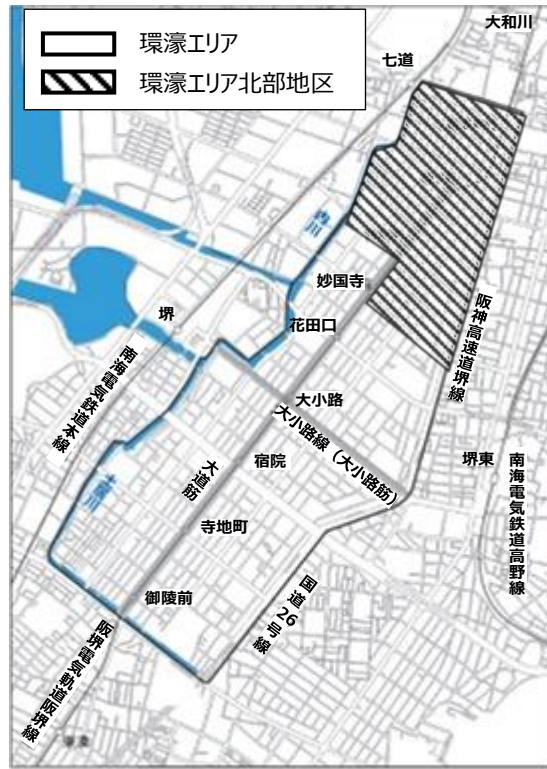 環濠エリア
環濠エリア北部地区
大和川
七道
内川
妙国寺
花田口
阪神高速道堺線
堺
南海電気鉄道本線
大小路
大小路線(大小路筋)
堺東
南海電気鉄道高野線
宿院
大道筋
土居川
寺地町
御陵前
国道26号線
阪堺電気軌道阪堺線